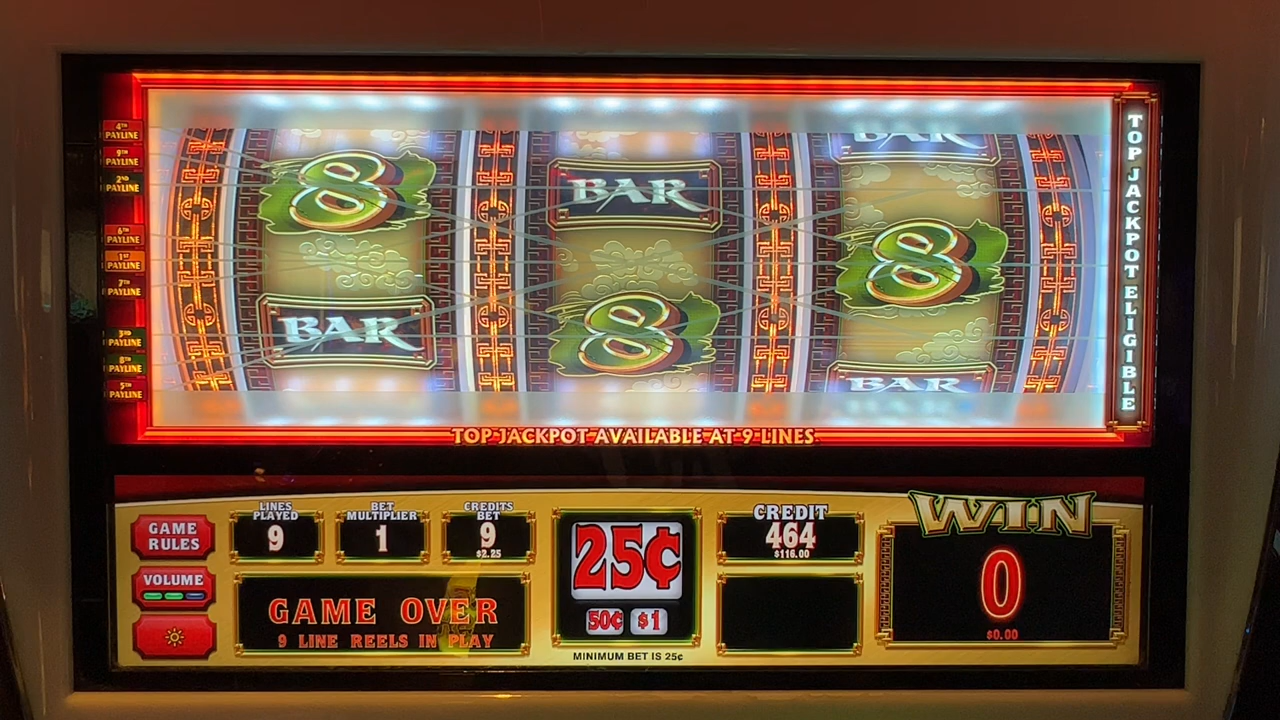 4TH PAYLINE
9TH PAYLINE
2ND PAYLINE
6TH PAYLINE
1ST PAYLINE
7TH PAYLINE
3RD PAYLINE
8TH PAYLINE
5TH PAYLINE
8
BAR
BAR
8
BAR
8
BAR
TOP JACKPOT ELIGIBLE
TOP JACKPOT AVAILABLE AT 9 LINES
GAME
RULES
VOLUME
LINES
PLAYED
9
BET
MULTIPLIER
1
CREDITS
BET
9
$2.25
GAME OVER
9 LINE REELS IN PLAY
25¢
50¢ $1
MINIMUM BET IS 25¢
CREDIT
464
$116.00
WIN
0
$0.00